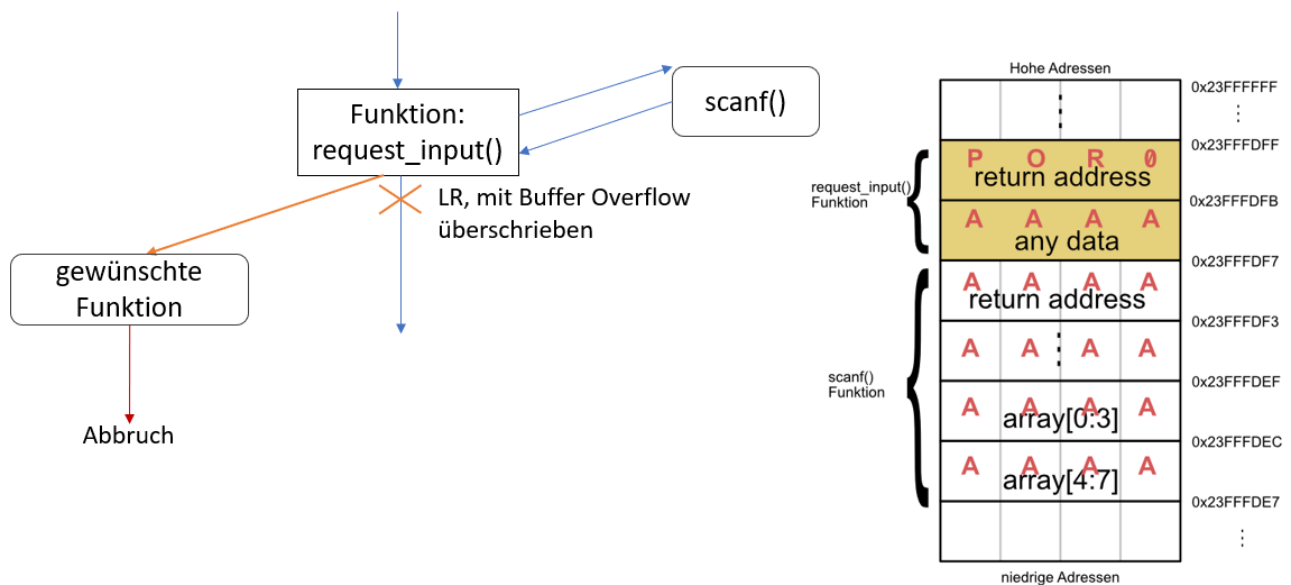 Funktion:
request_input()
scanf()
LR, mit Buffer Overflow
überschrieben
gewünschte
Funktion
Abbruch
Hohe Adressen
0x23FFFFFF
0x23FFFDFF
request_input()
Funktion
P O R 0
return address
0x23FFFDFB
A A A A
any data
0x23FFFDF7
scanf()
Funktion
A A A A
return address
0x23FFFDF3
A A A A
0x23FFFDEF
A A A A
array[0:3]
0x23FFFDEC
A A A A
array[4:7]
0x23FFFDE7
niedrige Adressen